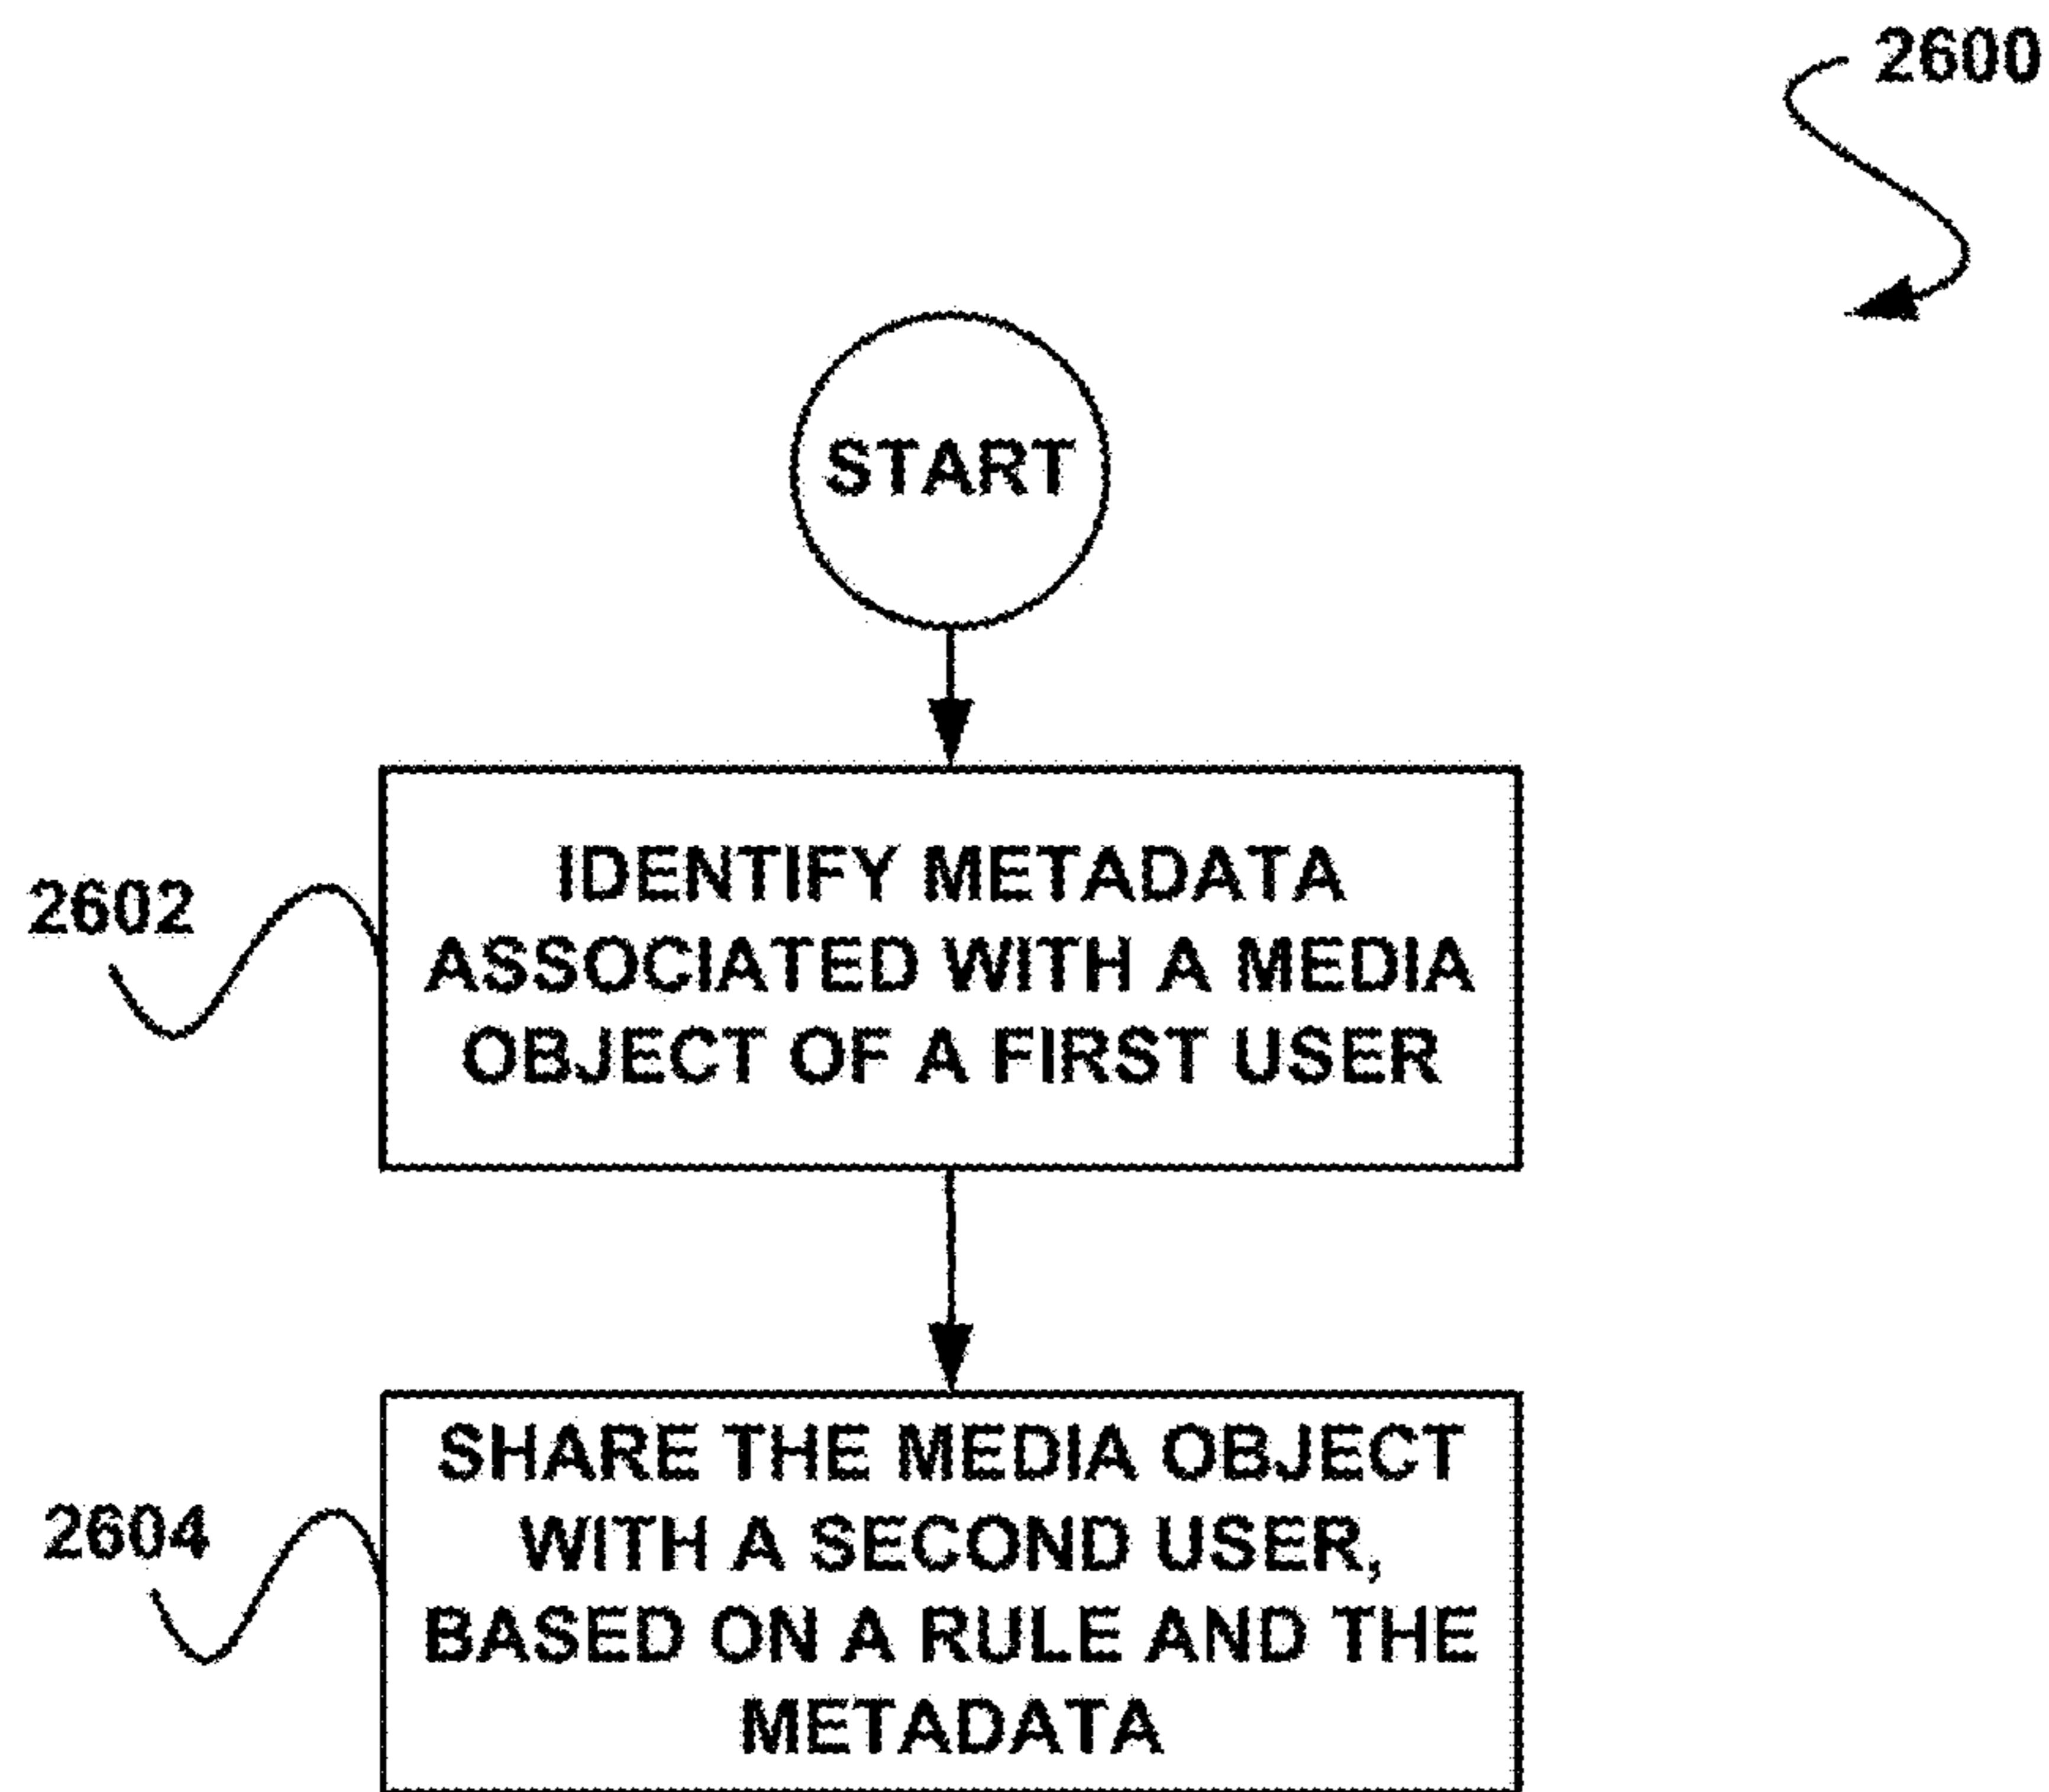 2600
START
2602
IDENTIFY METADATA
ASSOCIATED WITH A MEDIA
OBJECT OF A FIRST USER
2604
SHARE THE MEDIA OBJECT
WITH A SECOND USER,
BASED ON A RULE AND THE
METADATA